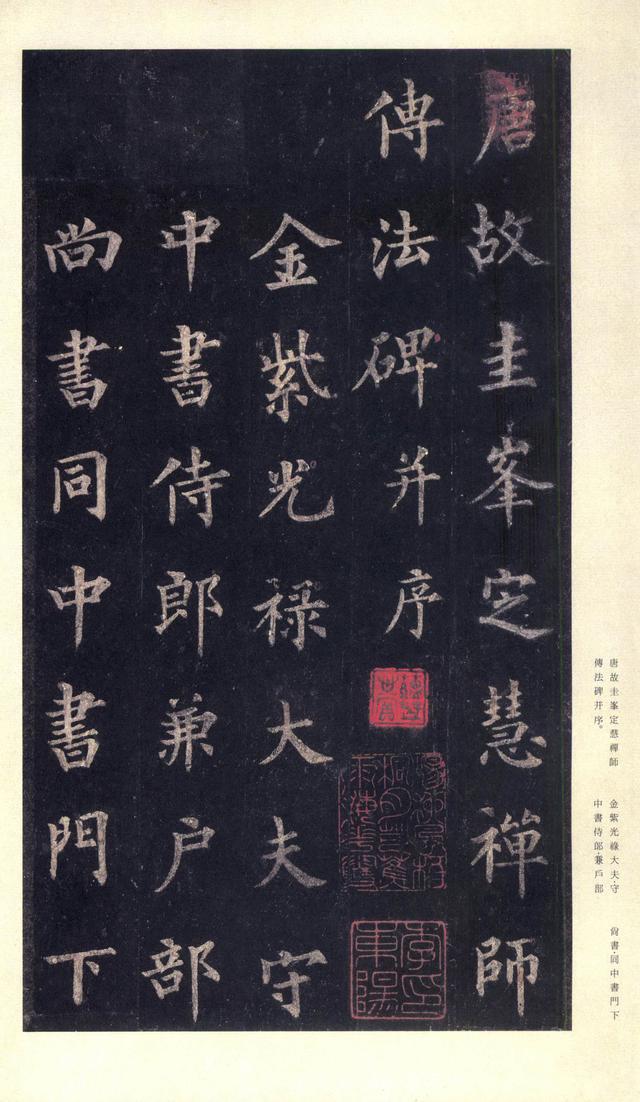 唐故圭峯定慧禪師
傳法碑并序
金紫光祿大夫守
中書侍郎兼户部
尚書同中書門下
唐故圭峯定慧禪師
傳法碑并序。
金紫光祿大夫·守
中書侍郎·兼戶部
尚書·同中書門下